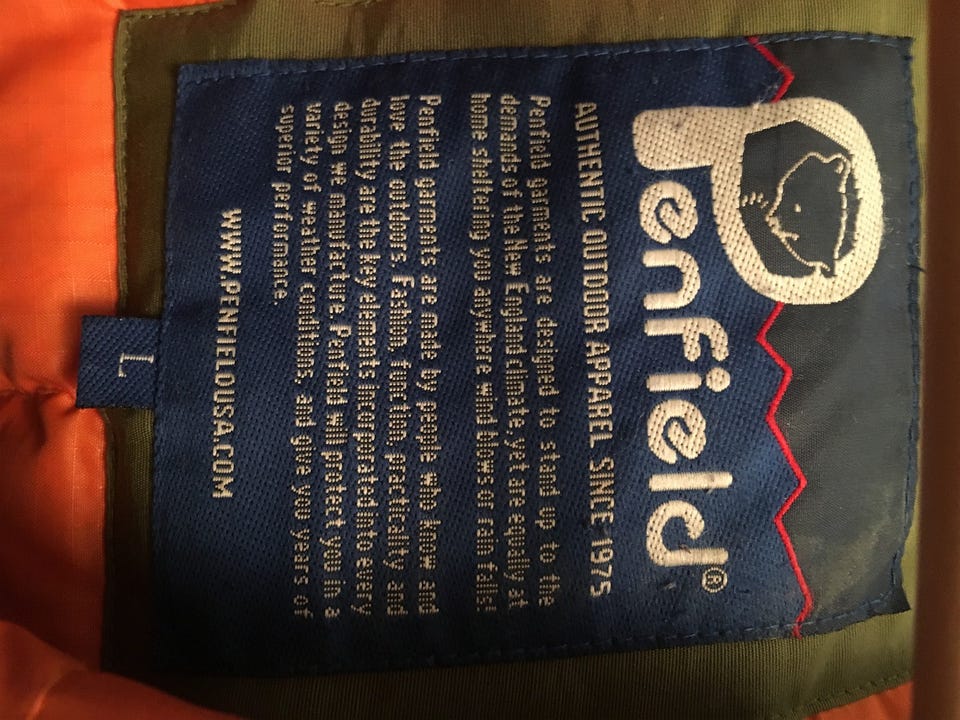 Penfield®
AUTHENTIC OUTDOOR APPAREL SINCE 1975
Penfield garments are designed to stand up to the
demands of the New England climate, yet are equally at
home sheltering you anywhere wind blows or rain falls!
Penfield garments are made by people who know and
love the outdoors. Fashion, function, practicality and
durability are the key elements incorporated into every
design we manufacture. Penfield will protect you in a
variety of weather conditions, and give you years of
superior performance.
WWW.PENFIELDUSA.COM
L